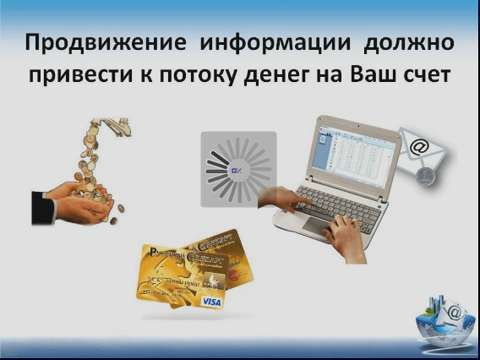 Продвижение информации должно
привести к потоку денег на Ваш счет
@
VISA
@